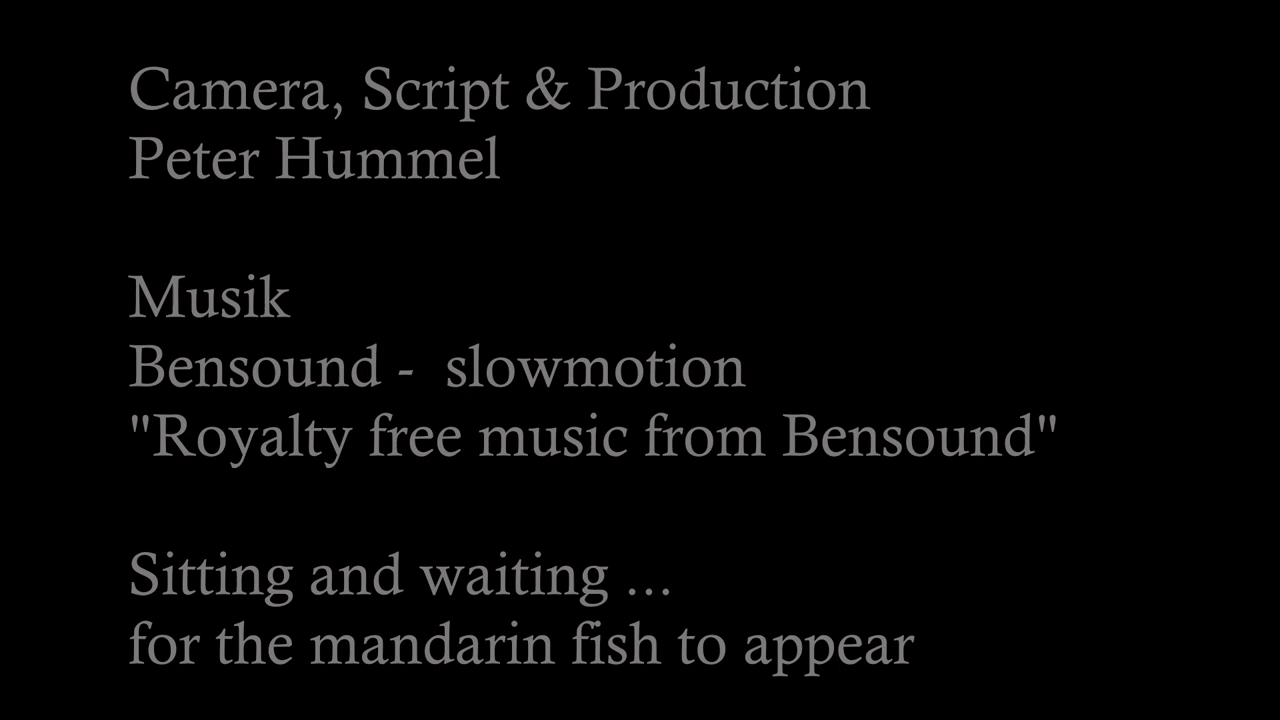 Camera, Script & Production
Peter Hummel
Musik
Bensound -  slowmotion
"Royalty free music from Bensound"
Sitting and waiting ...
for the mandarin fish to appear